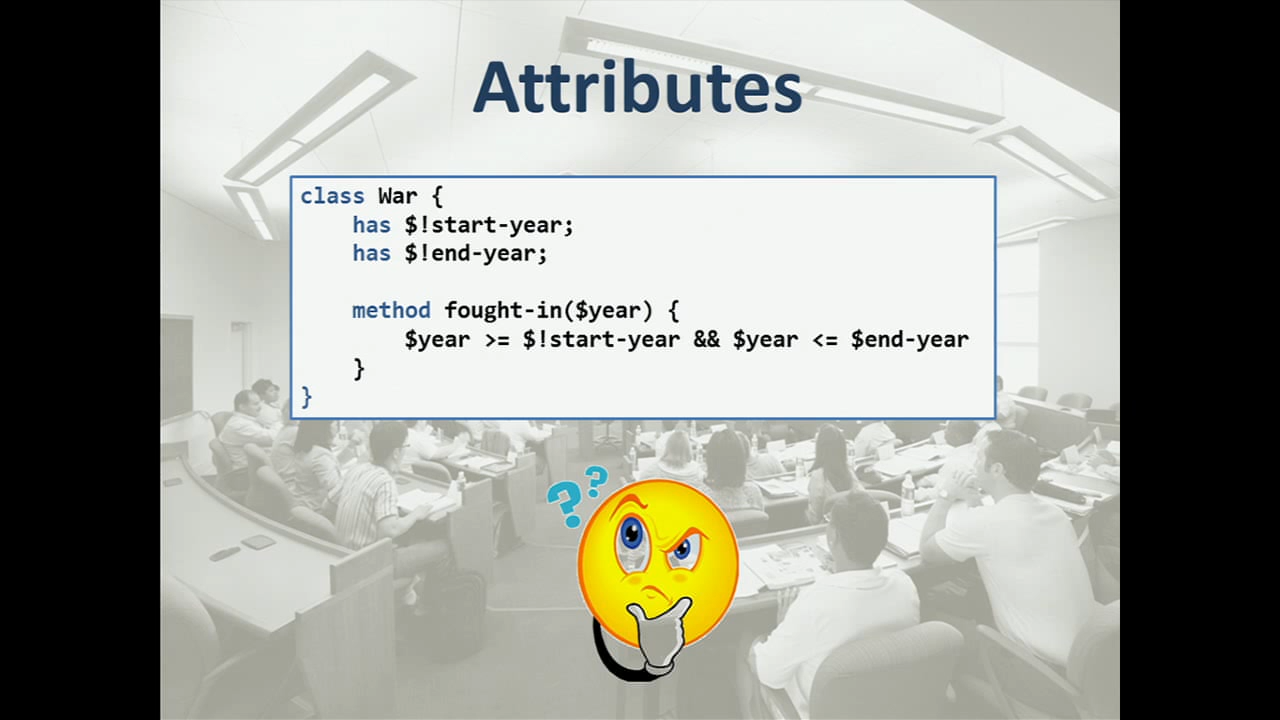 Attributes
class War {
    has $!start-year;
    has $!end-year;

    method fought-in($year) {
        $year >= $!start-year && $year <= $end-year
    }
}
? ?